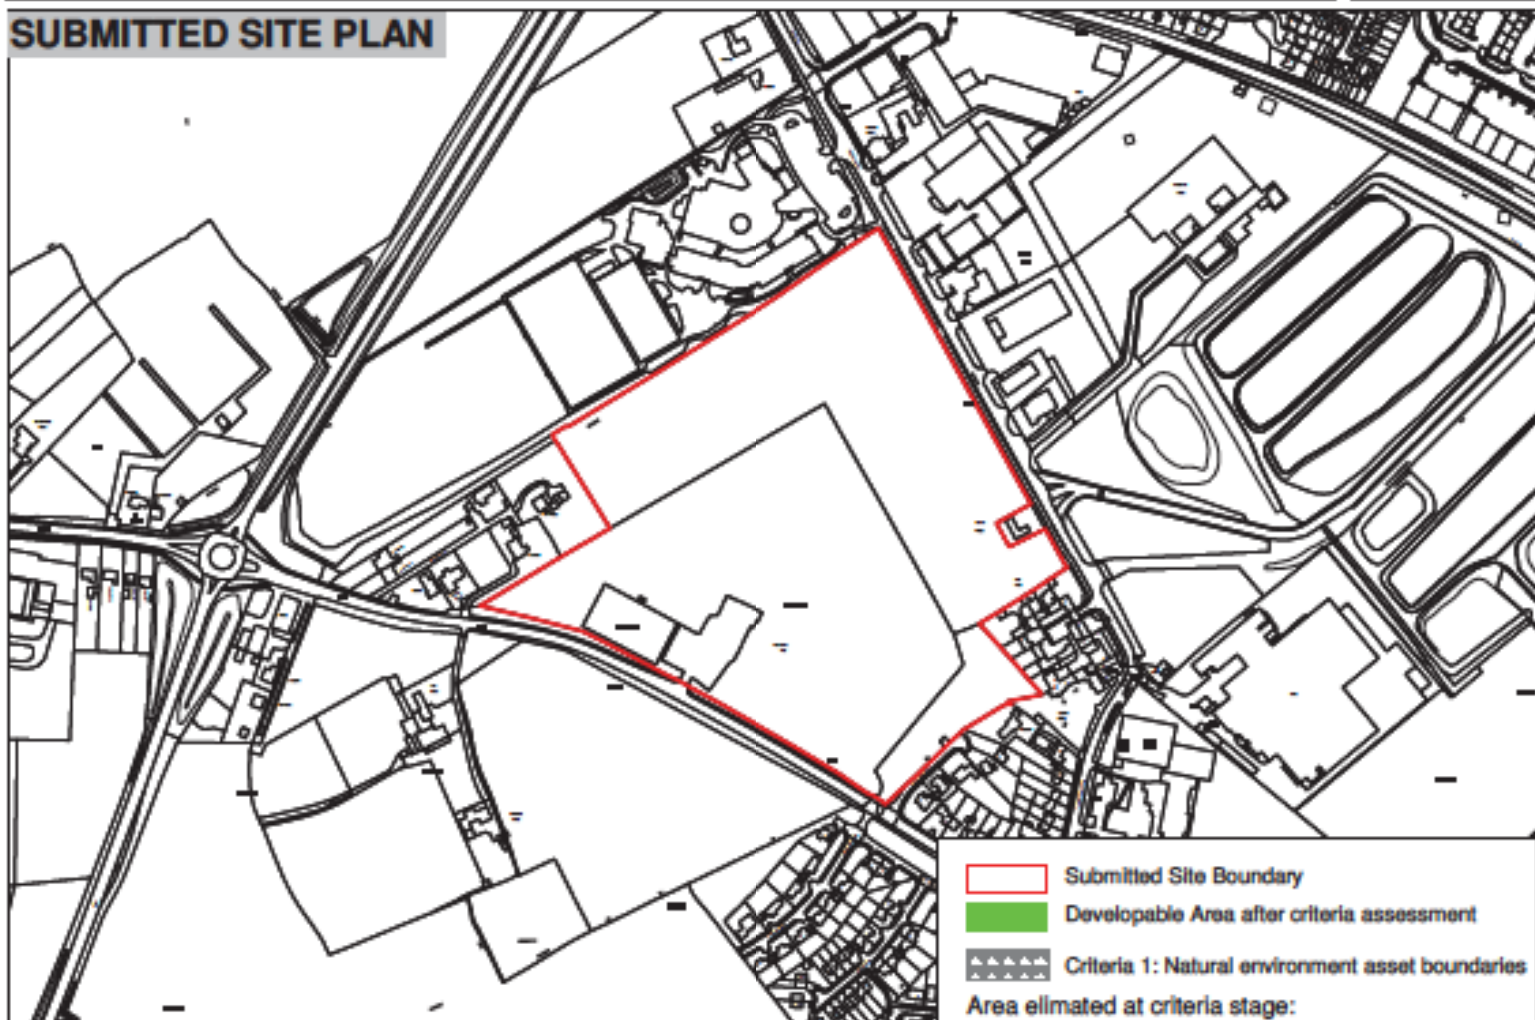 SUBMITTED SITE PLAN
Submitted Site Boundary
Developable Area after criteria assessment
Criteria 1: Natural environment asset boundaries
Area elimated at criteria stage: